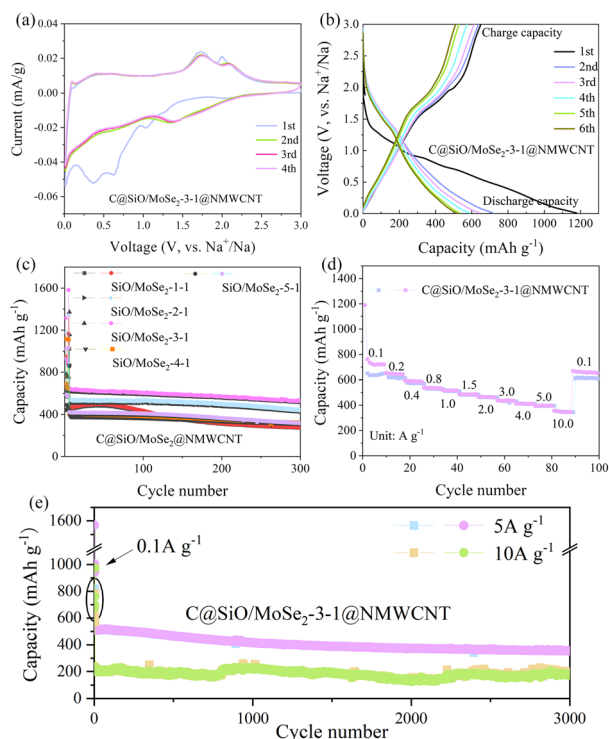 (a)
0.04
0.02
0.00
-0.02
-0.04
-0.06
Current (mA/g)
1st
2nd
3rd
4th
C@SiO/MoSe₂-3-1@NMWCNT
0.0 0.5 1.0 1.5 2.0 2.5 3.0
Voltage (V, vs. Na⁺/Na)
(b)
3.0
2.5
2.0
1.5
1.0
0.5
0.0
Voltage (V, vs. Na⁺/Na)
Charge capacity
1st
2nd
3rd
4th
5th
6th
C@SiO/MoSe₂-3-1@NMWCNT
Discharge capacity
0 200 400 600 800 1000 1200
Capacity (mAh g⁻¹)
(c)
1600
1200
800
400
0
Capacity (mAh g⁻¹)
SiO/MoSe₂-1-1
SiO/MoSe₂-5-1
SiO/MoSe₂-2-1
SiO/MoSe₂-3-1
SiO/MoSe₂-4-1
C@SiO/MoSe₂@NMWCNT
100 200 300
Cycle number
(d)
1400
1200
1000
800
600
400
200
0
Capacity (mAh g⁻¹)
C@SiO/MoSe₂-3-1@NMWCNT
0.1
0.2
0.4
0.8
1.0
1.5
2.0
3.0
4.0
5.0
10.0
0.1
Unit: A g⁻¹
0 20 40 60 80 100
Cycle number
(e)
1600
1000
800
600
400
200
0
Capacity (mAh g⁻¹)
0.1A g⁻¹
5A g⁻¹
10A g⁻¹
C@SiO/MoSe₂-3-1@NMWCNT
0 1000 2000 3000
Cycle number